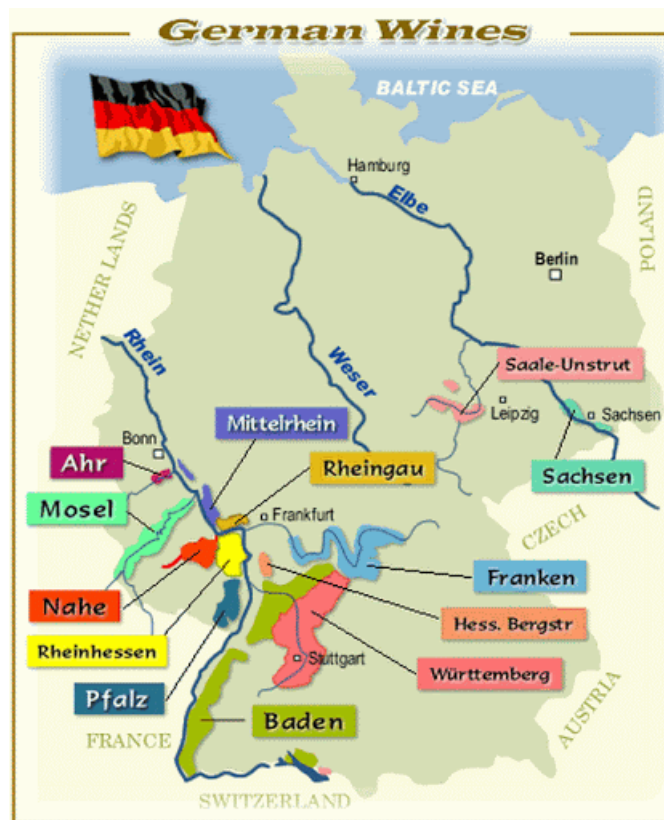 German Wines
BALTIC SEA
Hamburg
Elbe
POLAND
NETHER LANDS
Berlin
Rhein
Weser
Saale-Unstrut
Leipzig
Sachsen
Mittelrhein
Bonn
Ahr
Rheingau
Sachsen
Mosel
Frankfurt
CZECH
Franken
Nahe
Hess. Bergstr
Rheinhessen
Stuttgart
Württemberg
Pfalz
Baden
FRANCE
AUSTRIA
SWITZERLAND